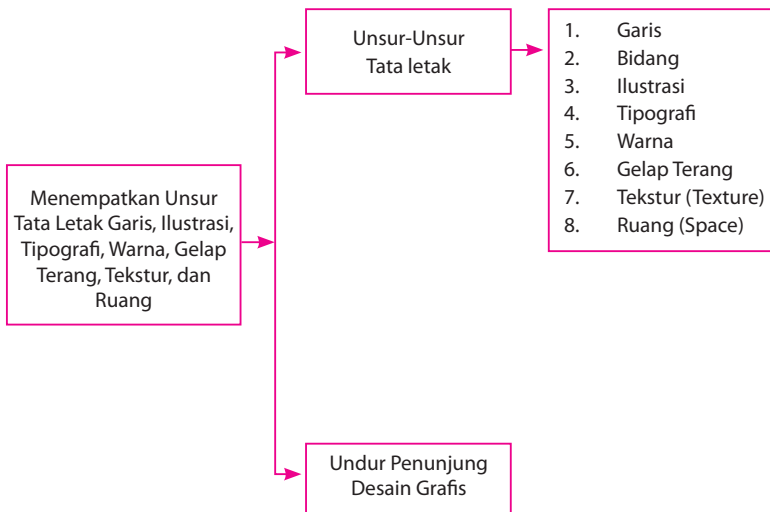 Menempatkan Unsur
Tata Letak Garis, Ilustrasi,
Tipografi, Warna, Gelap
Terang, Tekstur, dan
Ruang
Unsur-Unsur
Tata letak
1. Garis
2. Bidang
3. Ilustrasi
4. Tipografi
5. Warna
6. Gelap Terang
7. Tekstur (Texture)
8. Ruang (Space)
Undur Penunjung
Desain Grafis